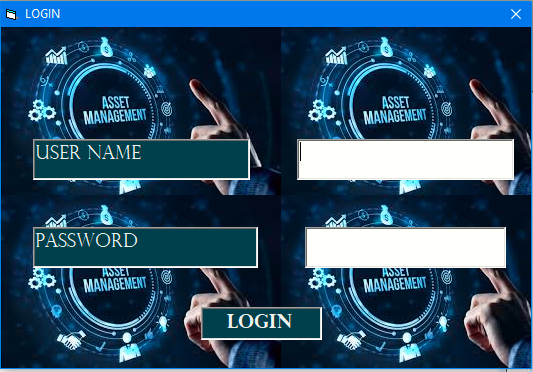 LOGIN
ASSET
MANAGEMENT
ASSET
MANAGEMENT
USER NAME
PASSWORD
ASSET
MANAGEMENT
ASSET
MANAGEMENT
LOGIN